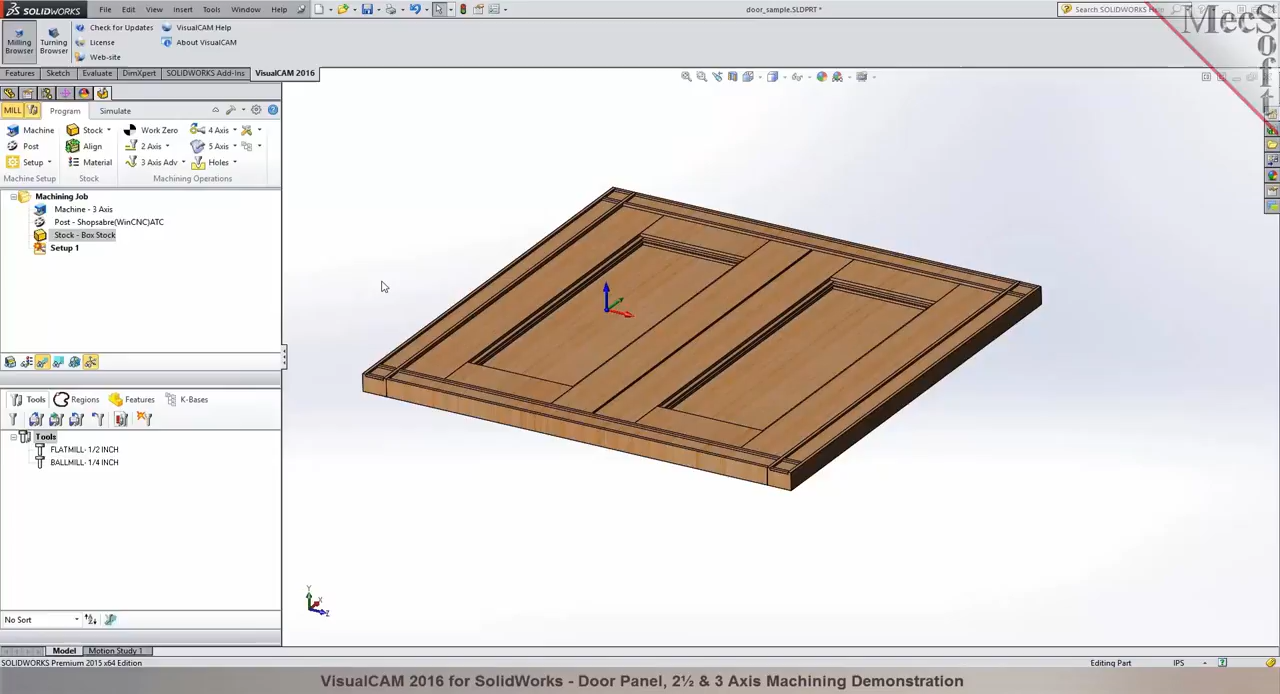 SOLIDWORKS File Edit View Insert Tools Window Help door_sample.SLDPRT * Search SOLIDWORKS
MecSoft
Milling Browser Turning Browser
Check for Updates VisualCAM Help
License About VisualCAM
Web-site
Features Sketch Evaluate DimXpert SOLIDWORKS Add-Ins VisualCAM 2016
MILL Program Simulate
Machine Stock Work Zero 4 Axis
Post Align 2 Axis 5 Axis
Setup Material 3 Axis Adv Holes
Machine Setup Stock Machining Operations
Machining Job
Machine - 3 Axis
Post - Shopsabre(WinCNC)ATC
Stock - Box Stock
Setup 1
Tools Regions Features K-Bases
Tools
FLATMILL- 1/2 INCH
BALLMILL- 1/4 INCH
Y
X
Z
No Sort
Model Motion Study 1
SOLIDWORKS Premium 2015 x64 Edition Editing Part IPS
VisualCAM 2016 for SolidWorks - Door Panel, 2½ & 3 Axis Machining Demonstration